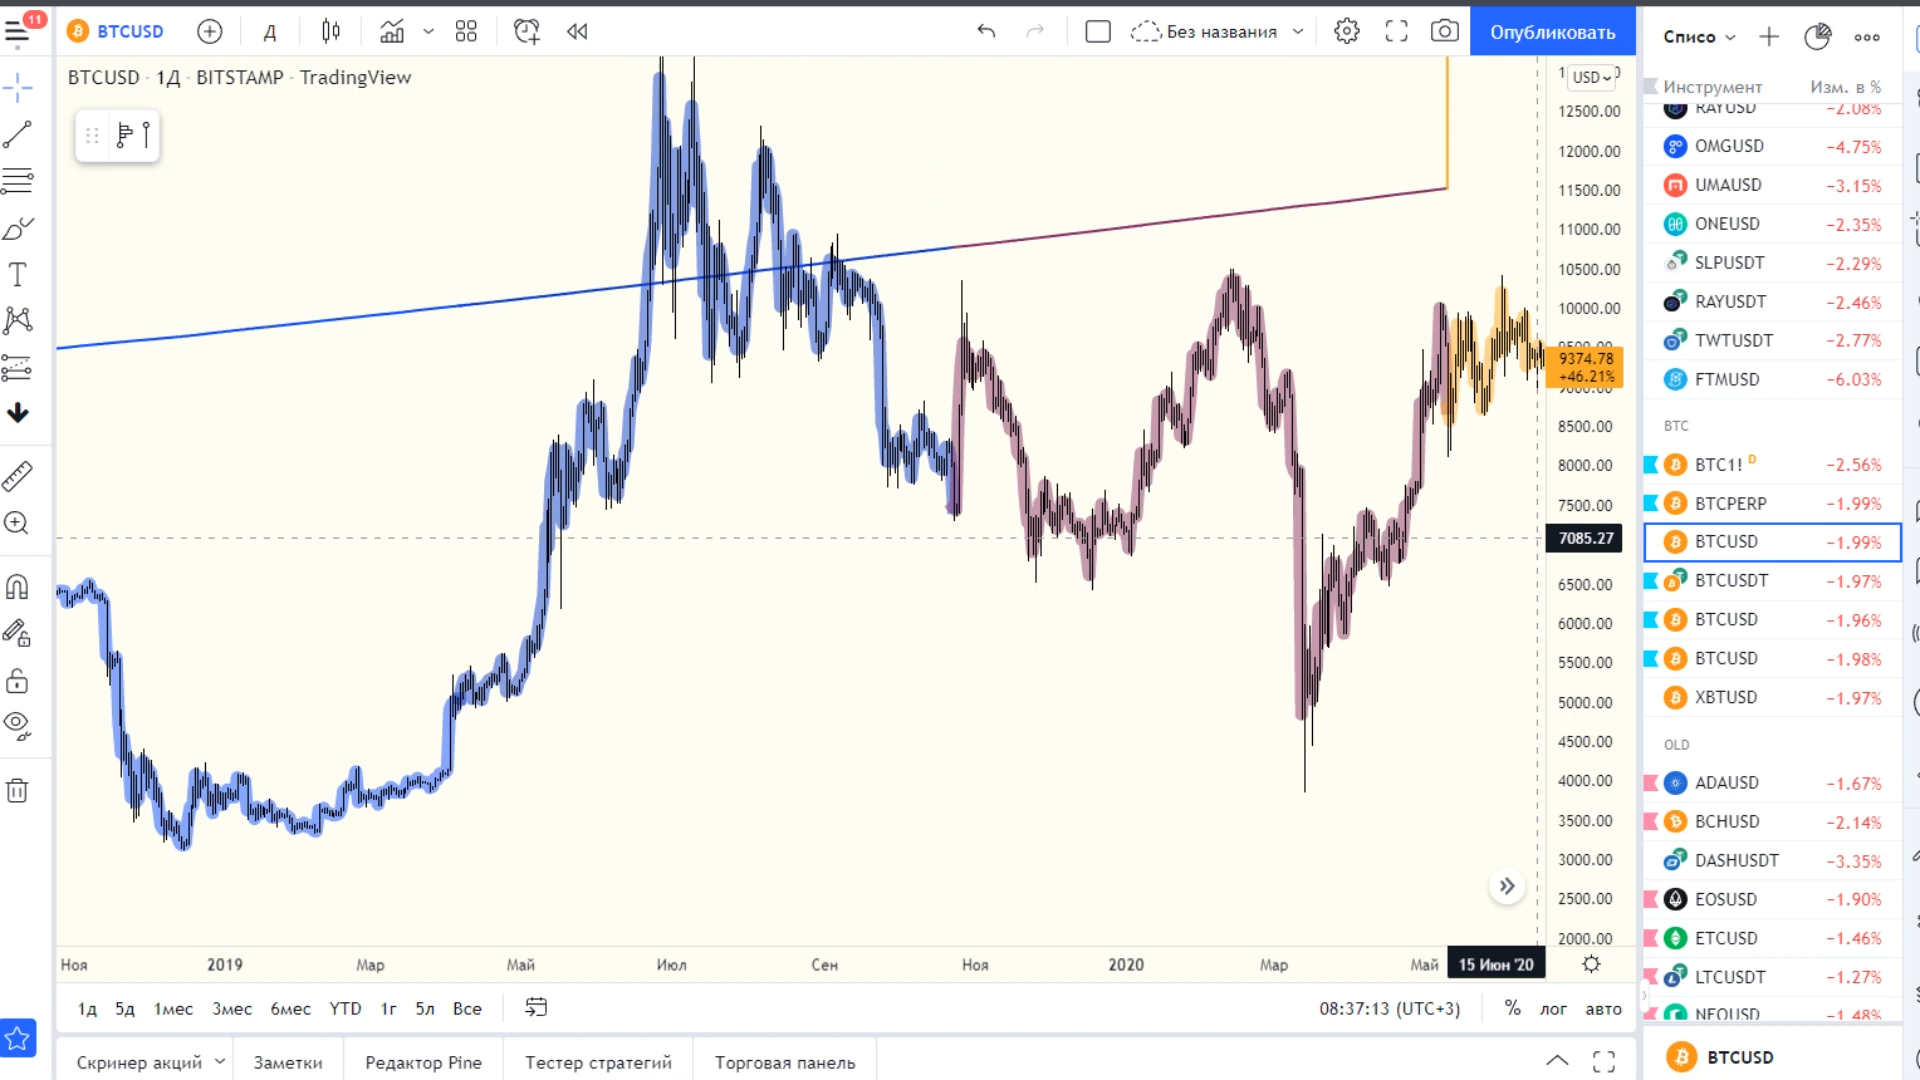 11
BTCUSD
Д
Без названия
Опубликовать
BTCUSD · 1Д · BITSTAMP · TradingView
USD
12500.00
12000.00
11500.00
11000.00
10500.00
10000.00
9374.78
+46.21%
8500.00
8000.00
7500.00
7085.27
6500.00
6000.00
5500.00
5000.00
4500.00
4000.00
3500.00
3000.00
2500.00
2000.00
Ноя 2019 Мар Май Июл Сен Ноя 2020 Мар Май 15 Июн '20
1д 5д 1мес 3мес 6мес YTD 1г 5л Все
08:37:13 (UTC+3) % лог авто
Скринер акций Заметки Редактор Pine Тестер стратегий Торговая панель
Списо
Инструмент Изм. в %
RAYUSD −2.08%
OMGUSD −4.75%
UMAUSD −3.15%
ONEUSD −2.35%
SLPUSDT −2.29%
RAYUSDT −2.46%
TWTUSDT −2.77%
FTMUSD −6.03%
BTC
BTC1! D −2.56%
BTCPERP −1.99%
BTCUSD −1.99%
BTCUSDT −1.97%
BTCUSD −1.96%
BTCUSD −1.98%
XBTUSD −1.97%
OLD
ADAUSD −1.67%
BCHUSD −2.14%
DASHUSDT −3.35%
EOSUSD −1.90%
ETCUSD −1.46%
LTCUSDT −1.27%
NEOUSD −1.48%
BTCUSD